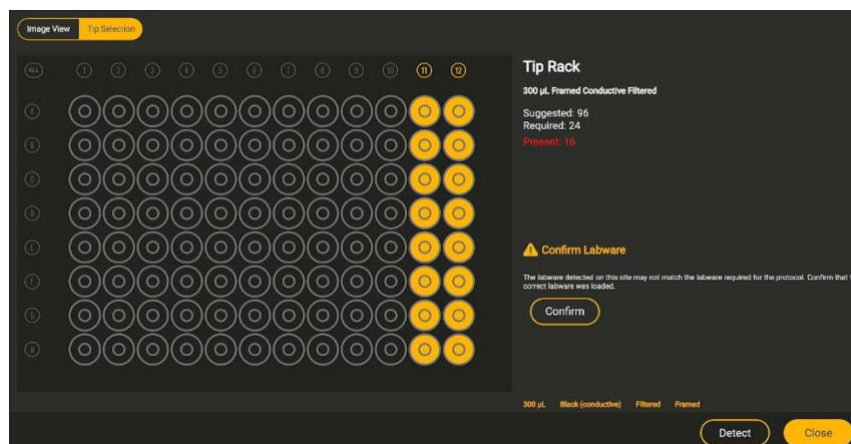 Image View Tip Selection
ALL 1 2 3 4 5 6 7 8 9 10 11 12
A
B
C
D
E
F
G
H
Tip Rack
300 µL Framed Conductive Filtered
Suggested: 96
Required: 24
Present: 16
Confirm Labware
The labware detected on this site may not match the labware required for the protocol. Confirm that
correct labware was loaded.
Confirm
300 µL Black (conductive) Filtered Framed
Detect Close